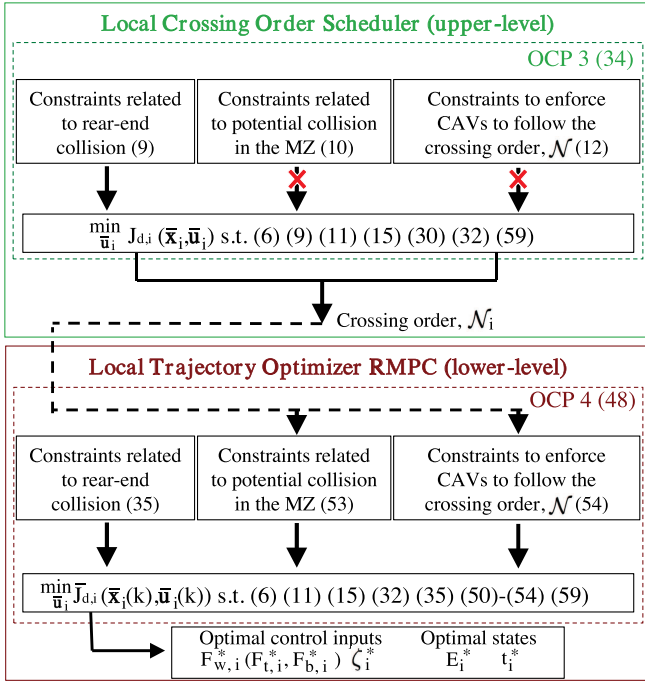 Local Crossing Order Scheduler (upper-level)
OCP 3 (34)
Constraints related
to rear-end
collision (9)
Constraints related
to potential collision
in the MZ (10)
Constraints to enforce
CAVs to follow the
crossing order, 𝒩 (12)
min J_{d,i} (x̄_i,ū_i) s.t. (6) (9) (11) (15) (30) (32) (59)
ū_i
Crossing order, 𝒩_i
Local Trajectory Optimizer RMPC (lower-level)
OCP 4 (48)
Constraints related
to rear-end
collision (35)
Constraints related
to potential collision
in the MZ (53)
Constraints to enforce
CAVs to follow the
crossing order, 𝒩 (54)
min J̄_{d,i} (x̄_i(k),ū_i(k)) s.t. (6) (11) (15) (32) (35) (50)-(54) (59)
ū_i
Optimal control inputs
F*_{w,i} (F*_{t,i}, F*_{b,i}) ζ*_i
Optimal states
E*_i t*_i